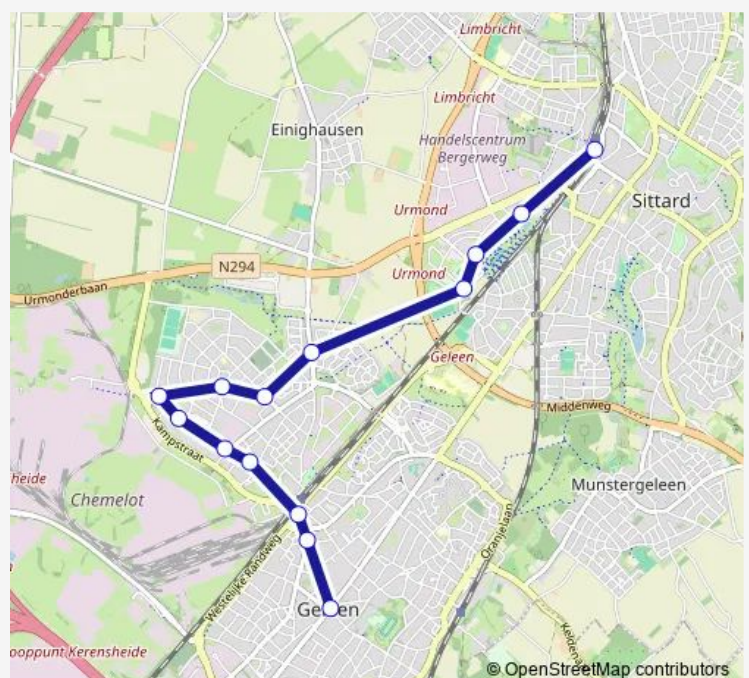 Limbricht
Limbricht
Einighausen
Handelscentrum
Bergerweg
Sittard
Urmond
N294
Urmond
Urmonderbaan
Geleen
Middenweg
Kampstraat
heide
Chemelot
Munstergeleen
Oranjelaan
Westelijke Randweg
Keldena
ooppunt Kerensheide
© OpenStreetMap contributors